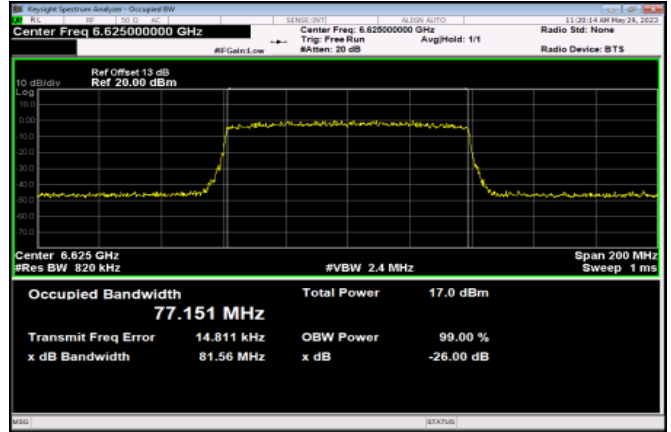 Keysight Spectrum Analyzer - Occupied BW
RL RF 50 Ω AC SENSE:INT ALIGN AUTO 11:20:14 AM May 29, 2023
Center Freq 6.625000000 GHz Center Freq: 6.625000000 GHz Radio Std: None
Trig: Free Run Avg|Hold: 1/1
#IFGain:Low #Atten: 20 dB Radio Device: BTS
Ref Offset 13 dB
10 dB/div Ref 20.00 dBm
Log
10.0
0.00
-10.0
-20.0
-30.0
-40.0
-50.0
-60.0
-70.0
Center 6.625 GHz Span 200 MHz
#Res BW 820 kHz #VBW 2.4 MHz Sweep 1 ms
Occupied Bandwidth Total Power 17.0 dBm
77.151 MHz
Transmit Freq Error 14.811 kHz OBW Power 99.00 %
x dB Bandwidth 81.56 MHz x dB -26.00 dB
MSG STATUS